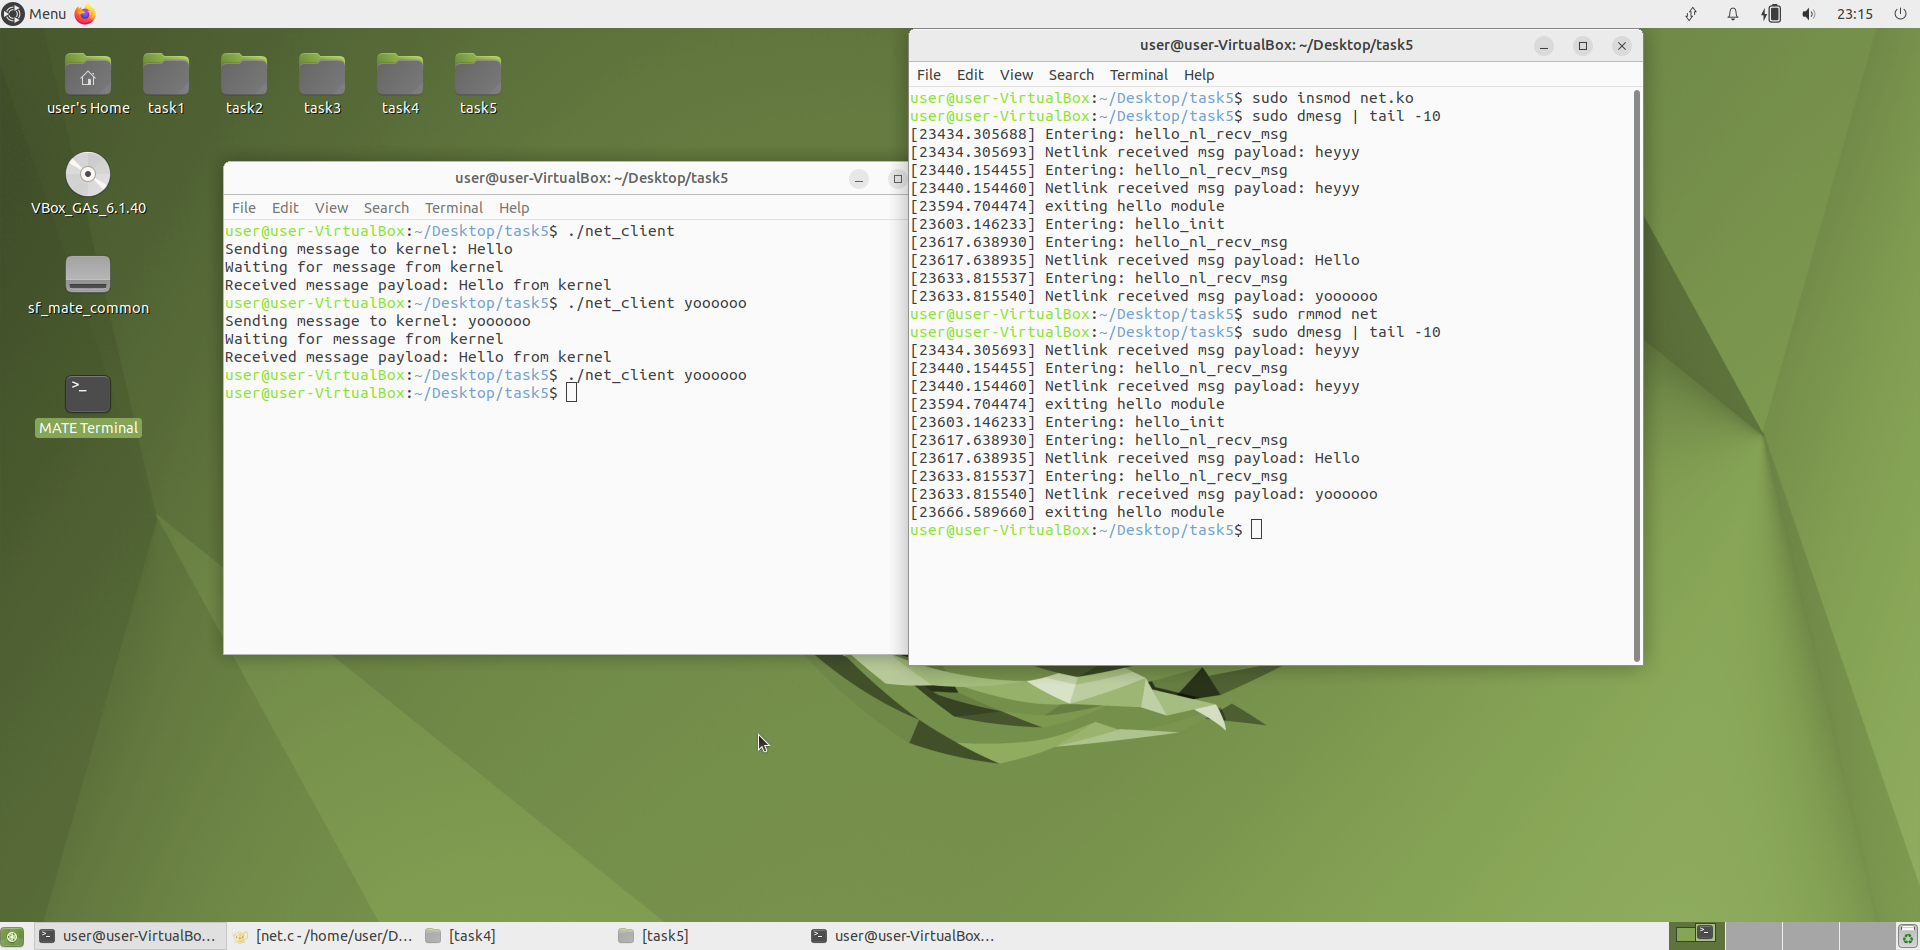 Menu
23:15
user's Home
task1
task2
task3
task4
task5
VBox_GAs_6.1.40
sf_mate_common
>_
MATE Terminal
user@user-VirtualBox: ~/Desktop/task5
File Edit View Search Terminal Help
user@user-VirtualBox:~/Desktop/task5$ ./net_client
Sending message to kernel: Hello
Waiting for message from kernel
Received message payload: Hello from kernel
user@user-VirtualBox:~/Desktop/task5$ ./net_client yoooooo
Sending message to kernel: yoooooo
Waiting for message from kernel
Received message payload: Hello from kernel
user@user-VirtualBox:~/Desktop/task5$ ./net_client yoooooo
user@user-VirtualBox:~/Desktop/task5$
user@user-VirtualBox: ~/Desktop/task5
File Edit View Search Terminal Help
user@user-VirtualBox:~/Desktop/task5$ sudo insmod net.ko
user@user-VirtualBox:~/Desktop/task5$ sudo dmesg | tail -10
[23434.305688] Entering: hello_nl_recv_msg
[23434.305693] Netlink received msg payload: heyyy
[23440.154455] Entering: hello_nl_recv_msg
[23440.154460] Netlink received msg payload: heyyy
[23594.704474] exiting hello module
[23603.146233] Entering: hello_init
[23617.638930] Entering: hello_nl_recv_msg
[23617.638935] Netlink received msg payload: Hello
[23633.815537] Entering: hello_nl_recv_msg
[23633.815540] Netlink received msg payload: yoooooo
user@user-VirtualBox:~/Desktop/task5$ sudo rmmod net
user@user-VirtualBox:~/Desktop/task5$ sudo dmesg | tail -10
[23434.305693] Netlink received msg payload: heyyy
[23440.154455] Entering: hello_nl_recv_msg
[23440.154460] Netlink received msg payload: heyyy
[23594.704474] exiting hello module
[23603.146233] Entering: hello_init
[23617.638930] Entering: hello_nl_recv_msg
[23617.638935] Netlink received msg payload: Hello
[23633.815537] Entering: hello_nl_recv_msg
[23633.815540] Netlink received msg payload: yoooooo
[23666.589660] exiting hello module
user@user-VirtualBox:~/Desktop/task5$
user@user-VirtualBo...
[net.c - /home/user/D...
[task4]
[task5]
user@user-VirtualBox...